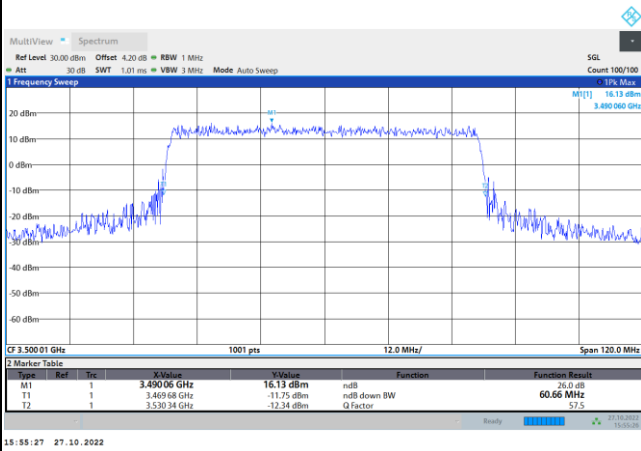 MultiView Spectrum
Ref Level 30.00 dBm Offset 4.20 dB RBW 1 MHz SGL
Att 30 dB SWT 1.01 ms VBW 3 MHz Mode Auto Sweep Count 100/100
1 Frequency Sweep 1Pk Max
M1[1] 16.13 dBm
3.490 060 GHz
M1
20 dBm
10 dBm
0 dBm
-10 dBm
-20 dBm
-30 dBm
-40 dBm
-50 dBm
-60 dBm
CF 3.500 01 GHz 1001 pts 12.0 MHz/ Span 120.0 MHz
2 Marker Table
Type Ref Trc X-Value Y-Value Function Function Result
M1 1 3.490 06 GHz 16.13 dBm ndB 26.0 dB
T1 1 3.469 68 GHz -11.75 dBm ndB down BW 60.66 MHz
T2 1 3.530 34 GHz -12.34 dBm Q Factor 57.5
Ready 27.10.2022
15:55:26
15:55:27 27.10.2022